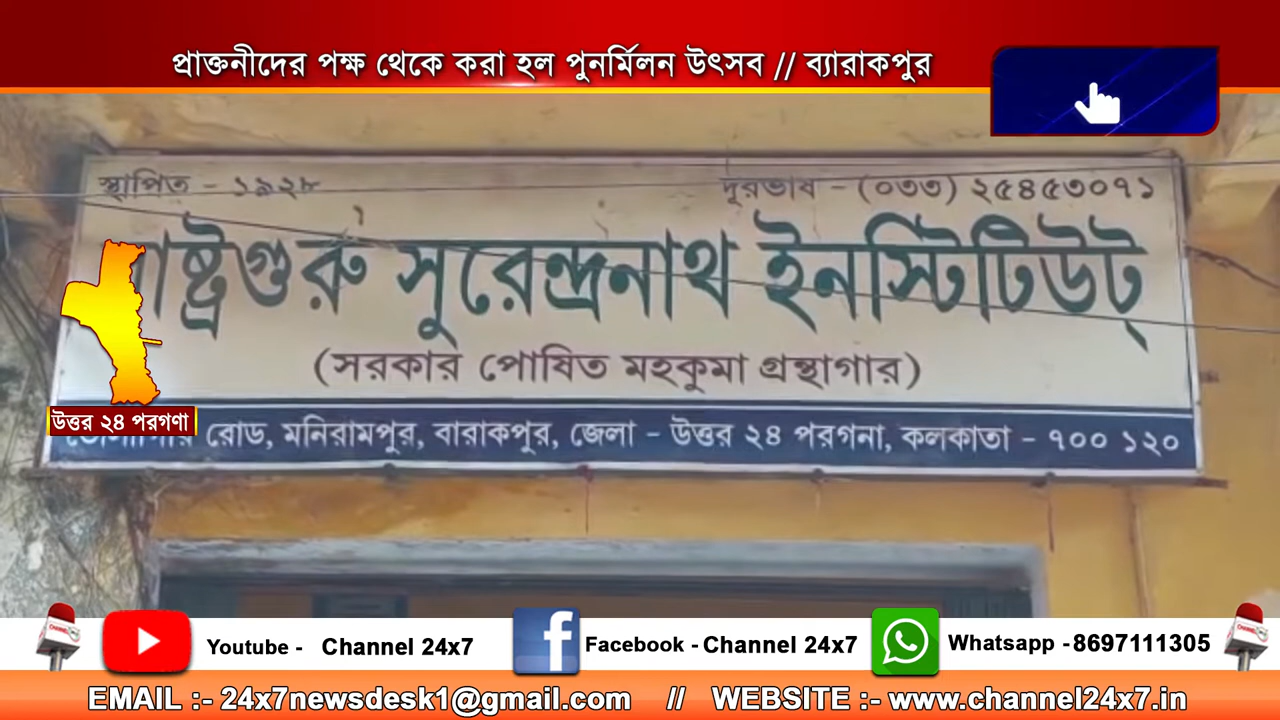 প্রাক্তনীদের পক্ষ থেকে করা হল পুনর্মিলন উৎসব // ব্যারাকপুর
স্থাপিত - ১৯২৮
দূরভাষ - (০৩৩) ২৫৪৫৩০৭১
রাষ্ট্রগুরু সুরেন্দ্রনাথ ইনস্টিটিউট্
(সরকার পোষিত মহকুমা গ্রন্থাগার)
উত্তর ২৪ পরগণা
রোড, মনিরামপুর, বারাকপুর, জেলা - উত্তর ২৪ পরগনা, কলকাতা - ৭০০ ১২০
Youtube - Channel 24x7
Facebook - Channel 24x7
Whatsapp - 8697111305
EMAIL :- 24x7newsdesk1@gmail.com // WEBSITE :- www.channel24x7.in